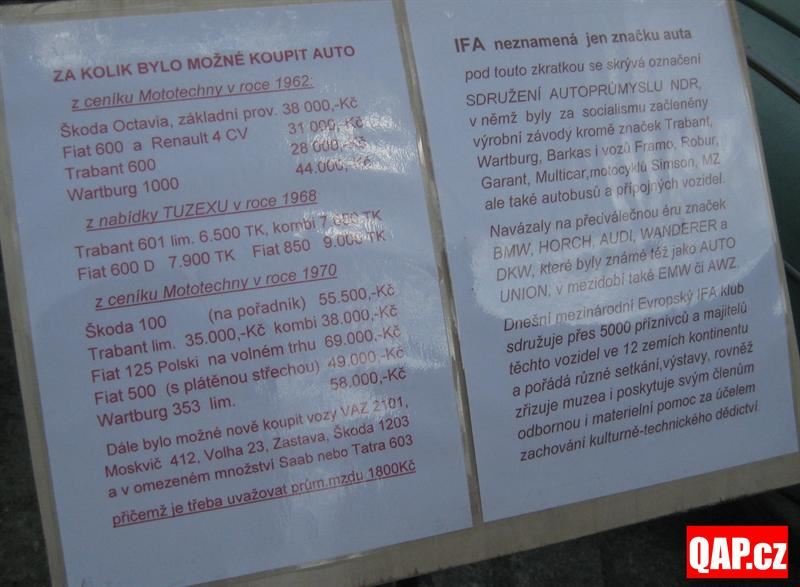 ZA KOLIK BYLO MOŽNÉ KOUPIT AUTO
z ceníku Mototechny v roce 1962:
Škoda Octavia, základní prov. 38 000,-Kč
Fiat 600 a Renault 4 CV 31 000,-Kč
Trabant 600 28 000,-Kč
Wartburg 1000 44.000,-Kč
z nabídky TUZEXU v roce 1968
Trabant 601 lim. 6.500 TK, kombi TK
Fiat 600 D 7.900 TK Fiat 850 9.000 TK
z ceníku Mototechny v roce 1970
Škoda 100 (na pořadník) 55.500,-Kč
Trabant lim. 35.000,-Kč kombi 38.000,-Kč
Fiat 125 Polski na volném trhu 69.000,-Kč
Fiat 500 (s plátěnou střechou) 49.000,-Kč
Wartburg 353 lim. 58.000,-Kč
Dále bylo možné nově koupit vozy VAZ 2101,
Moskvič 412, Volha 23, Zastava, Škoda 1203
a v omezeném množství Saab nebo Tatra 603
přičemž je třeba uvažovat prům.mzdu 1800Kč
IFA neznamená jen značku auta
pod touto zkratkou se skrývá označení
SDRUŽENÍ AUTOPRŮMYSLU NDR,
v němž byly za socialismu začleněny
výrobní závody kromě značek Trabant,
Wartburg, Barkas i vozů Framo, Robur,
Garant, Multicar,motocyklů Simson, MZ
ale také autobusů a přípojných vozidel.
Navázaly na předválečnou éru značek
BMW, HORCH, AUDI, WANDERER a
DKW, které byly známé též jako AUTO
UNION, v mezidobí také EMW či AWZ.
Dnešní mezinárodní Evropský IFA klub
sdružuje přes 5000 příznivců a majitelů
těchto vozidel ve 12 zemích kontinentu
a pořádá různé setkání,výstavy, rovněž
zřizuje muzea i poskytuje svým členům
odbornou i materielní pomoc za účelem
zachování kulturně-technického dědictví.
QAP.cz